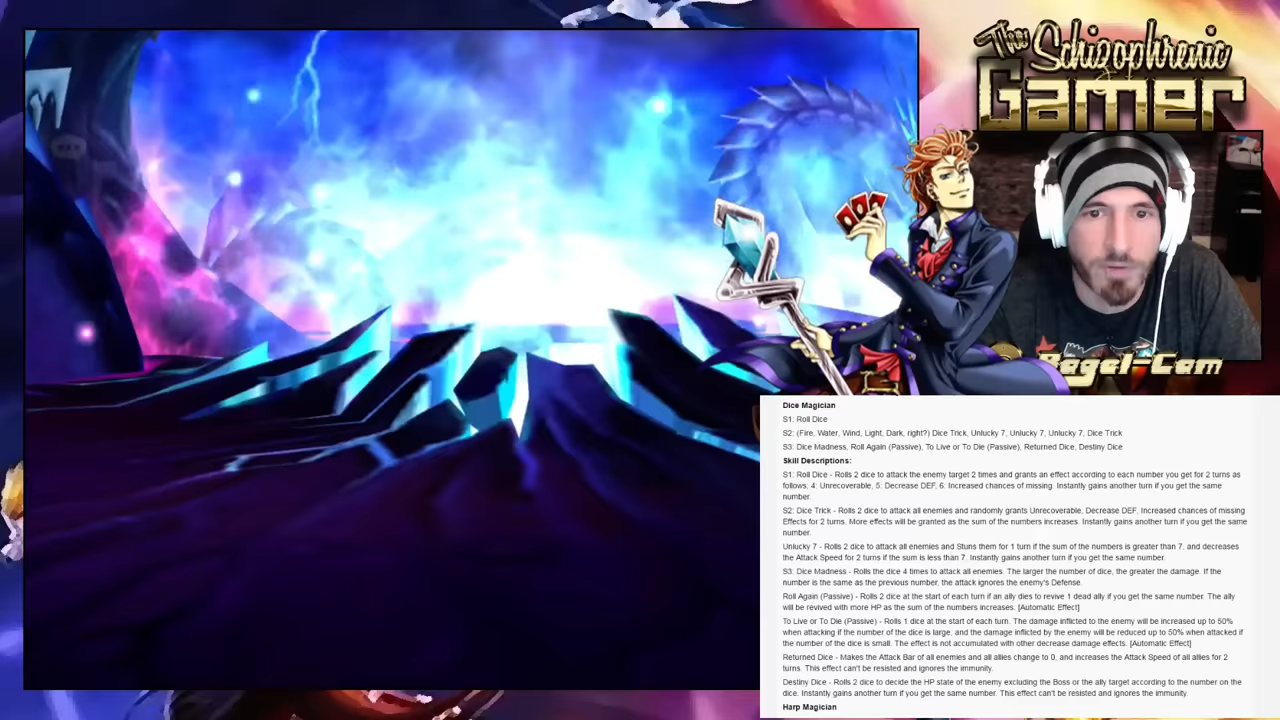 The Schizophrenic
Gamer
Bagel-Cam
Dice Magician
S1: Roll Dice
S2: (Fire, Water, Wind, Light, Dark, right?) Dice Trick, Unlucky 7, Unlucky 7, Unlucky 7, Dice Trick
S3: Dice Madness, Roll Again (Passive), To Live or To Die (Passive), Returned Dice, Destiny Dice
Skill Descriptions:
S1: Roll Dice - Rolls 2 dice to attack the enemy target 2 times and grants an effect according to each number you get for 2 turns as
follows; 4: Unrecoverable, 5: Decrease DEF, 6: Increased chances of missing. Instantly gains another turn if you get the same
number.
S2: Dice Trick - Rolls 2 dice to attack all enemies and randomly grants Unrecoverable, Decrease DEF, Increased chances of missing
Effects for 2 turns. More effects will be granted as the sum of the numbers increases. Instantly gains another turn if you get the same
number.
Unlucky 7 - Rolls 2 dice to attack all enemies and Stuns them for 1 turn if the sum of the numbers is greater than 7, and decreases
the Attack Speed for 2 turns if the sum is less than 7. Instantly gains another turn if you get the same number.
S3: Dice Madness - Rolls the dice 4 times to attack all enemies. The larger the number of dice, the greater the damage. If the
number is the same as the previous number, the attack ignores the enemy's Defense.
Roll Again (Passive) - Rolls 2 dice at the start of each turn if an ally dies to revive 1 dead ally if you get the same number. The ally
will be revived with more HP as the sum of the numbers increases. [Automatic Effect]
To Live or To Die (Passive) - Rolls 1 dice at the start of each turn. The damage inflicted to the enemy will be increased up to 50%
when attacking if the number of the dice is large, and the damage inflicted by the enemy will be reduced up to 50% when attacked if
the number of the dice is small. The effect is not accumulated with other decrease damage effects. [Automatic Effect]
Returned Dice - Makes the Attack Bar of all enemies and all allies change to 0, and increases the Attack Speed of all allies for 2
turns. This effect can't be resisted and ignores the immunity.
Destiny Dice - Rolls 2 dice to decide the HP state of the enemy excluding the Boss or the ally target according to the number on the
dice. Instantly gains another turn if you get the same number. This effect can't be resisted and ignores the immunity.
Harp Magician